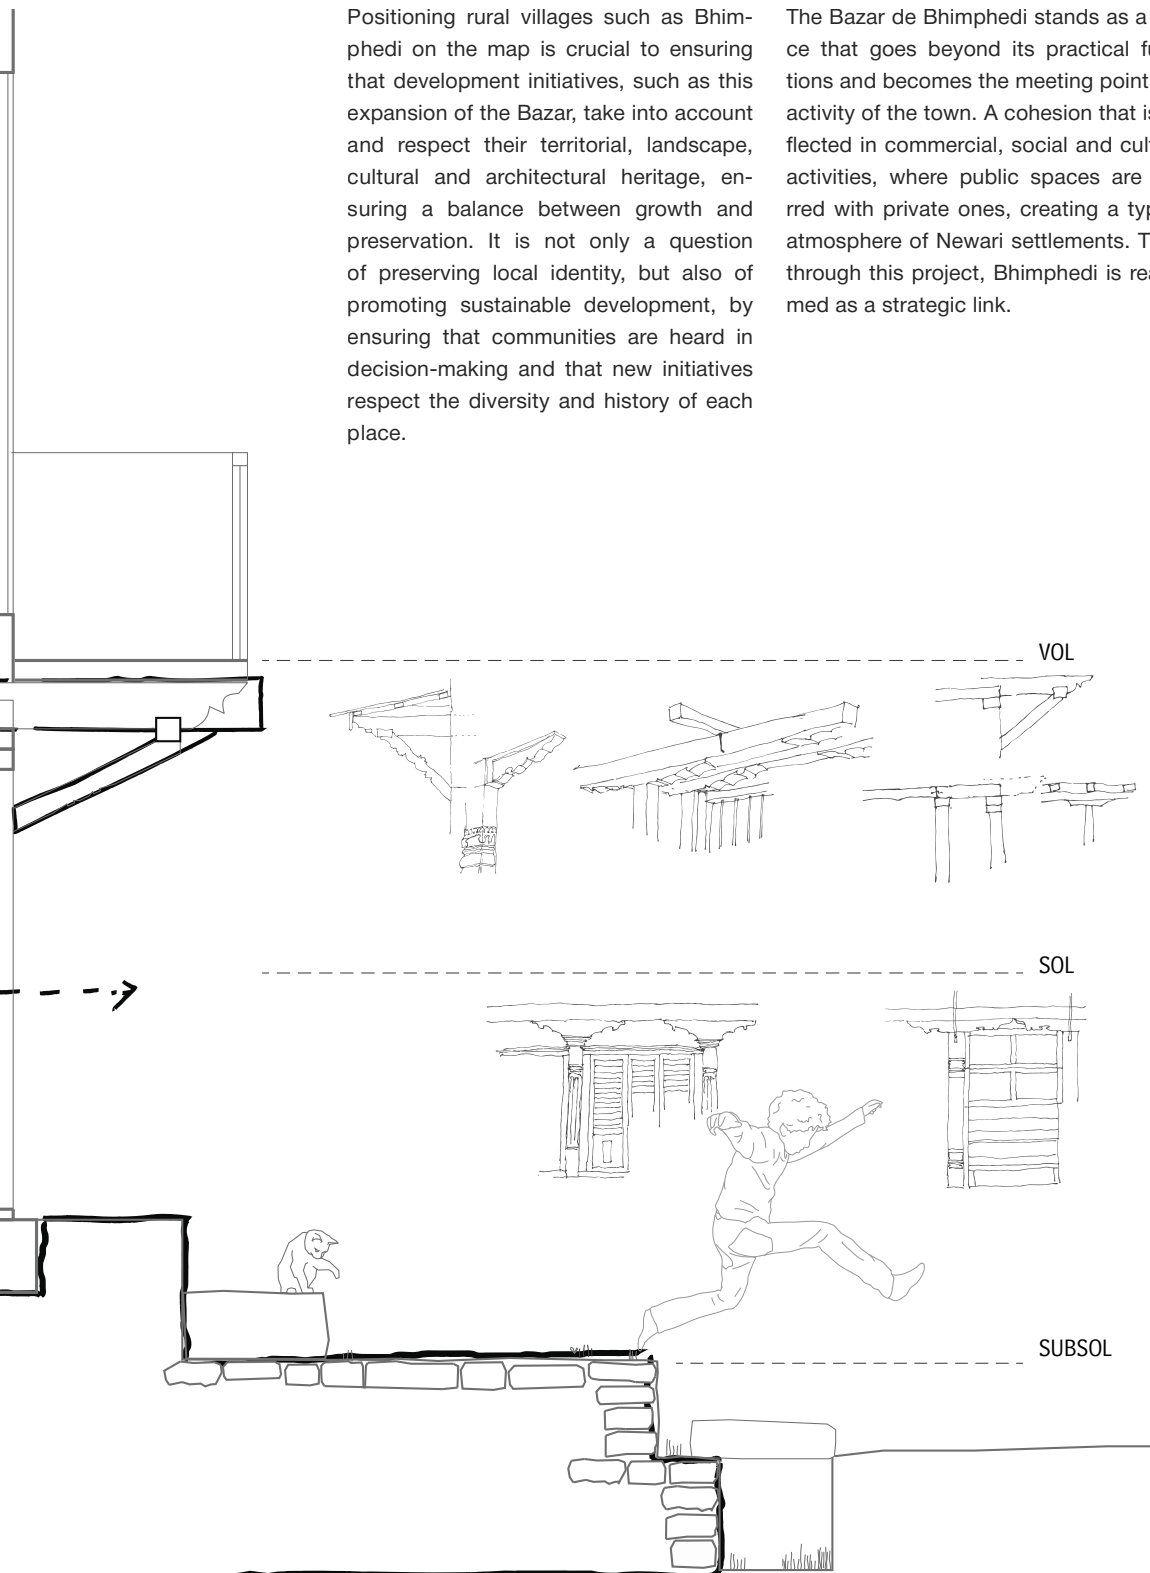 Positioning rural villages such as Bhim-
phedi on the map is crucial to ensuring
that development initiatives, such as this
expansion of the Bazar, take into account
and respect their territorial, landscape,
cultural and architectural heritage, en-
suring a balance between growth and
preservation. It is not only a question
of preserving local identity, but also of
promoting sustainable development, by
ensuring that communities are heard in
decision-making and that new initiatives
respect the diversity and history of each
place.
The Bazar de Bhimphedi stands as a
ce that goes beyond its practical
tions and becomes the meeting point
activity of the town. A cohesion that
flected in commercial, social and
activities, where public spaces are
rred with private ones, creating a
atmosphere of Newari settlements.
through this project, Bhimphedi is
med as a strategic link.
VOL
SOL
SUBSOL